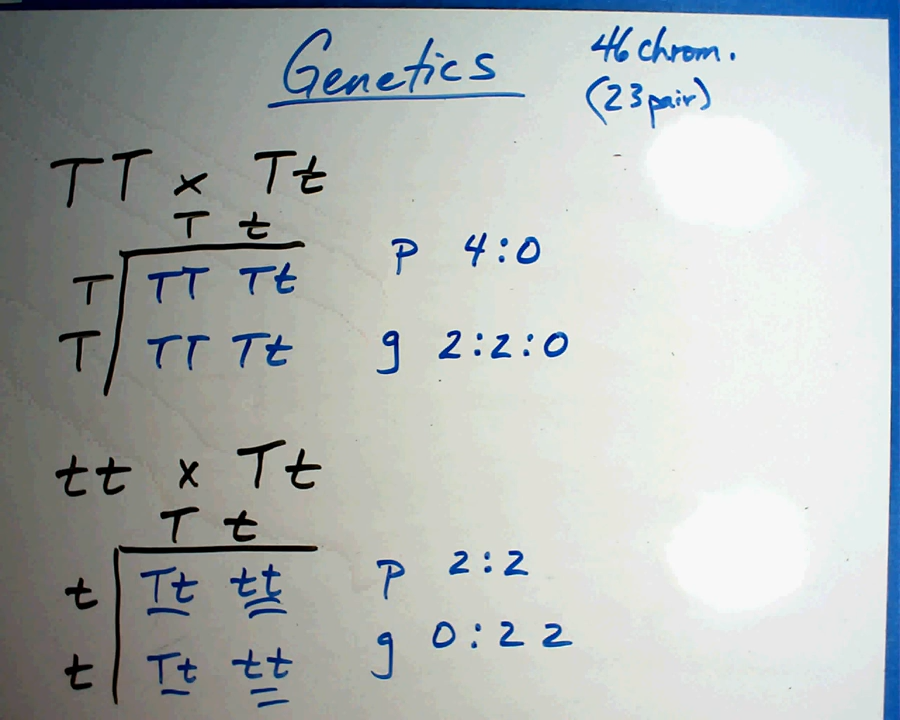 Genetics
46 chrom.
(23 pair)
TT x Tt
T t
T TT Tt
T TT Tt
p 4:0
g 2:2:0
tt x Tt
T t
t Tt tt
t Tt tt
p 2:2
g 0:2 2